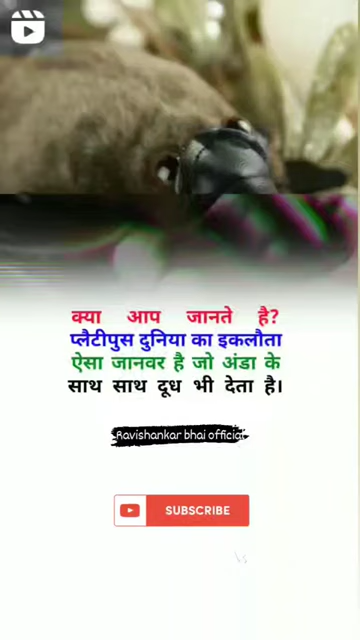 क्या आप जानते है?
प्लैटीपुस दुनिया का इकलौता
ऐसा जानवर है जो अंडा के
साथ साथ दूध भी देता है।
Ravishankar bhai official
SUBSCRIBE